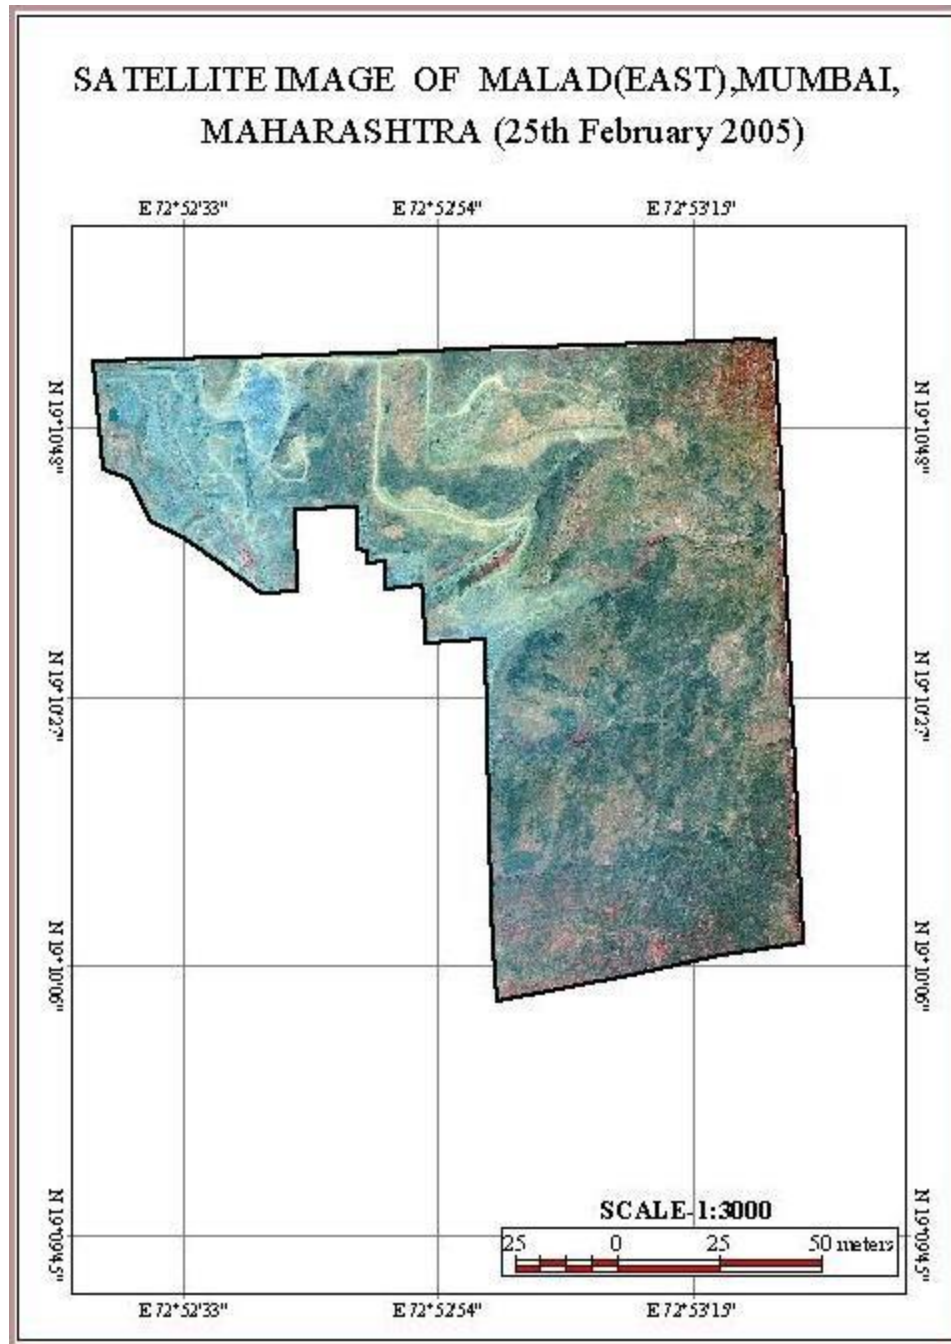 SATELLITE IMAGE OF MALAD(EAST),MUMBAI,
MAHARASHTRA (25th February 2005)
E 72°52'33" E 72°52'54" E 72°53'15"
N 19°10'48" N 19°10'48"
N 19°10'27" N 19°10'27"
N 19°10'06" N 19°10'06"
N 19°09'45" N 19°09'45"
SCALE-1:3000
25 0 25 50 meters
E 72°52'33" E 72°52'54" E 72°53'15"